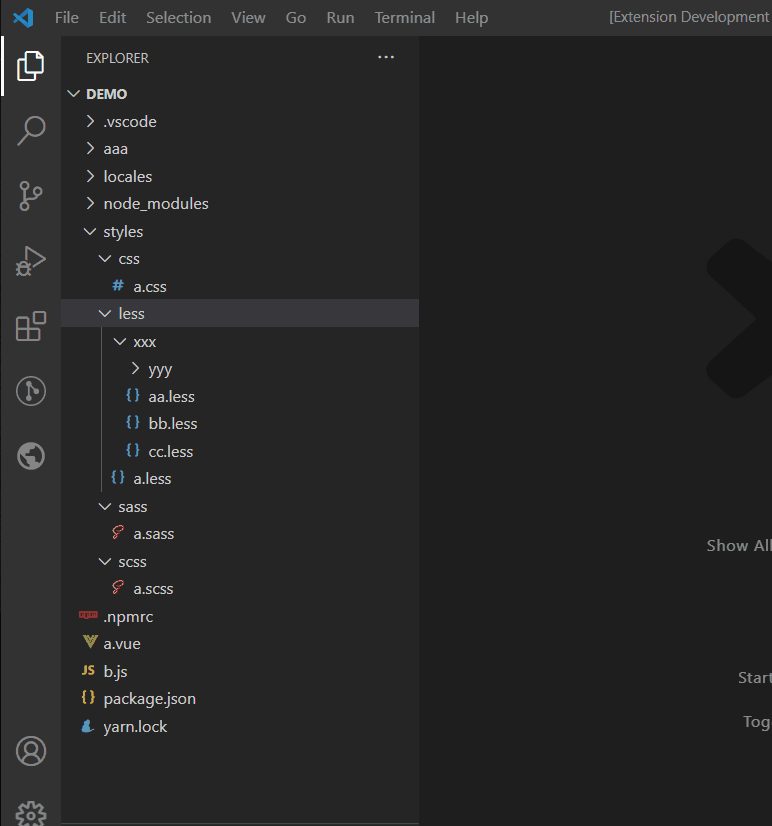 File Edit Selection View Go Run Terminal Help [Extension Development
EXPLORER ...
DEMO
.vscode
aaa
locales
node_modules
styles
css
# a.css
less
xxx
yyy
{} aa.less
{} bb.less
{} cc.less
{} a.less
sass
a.sass
scss
a.scss
npm .npmrc
a.vue
JS b.js
{} package.json
yarn.lock
Show All
Start
Togg